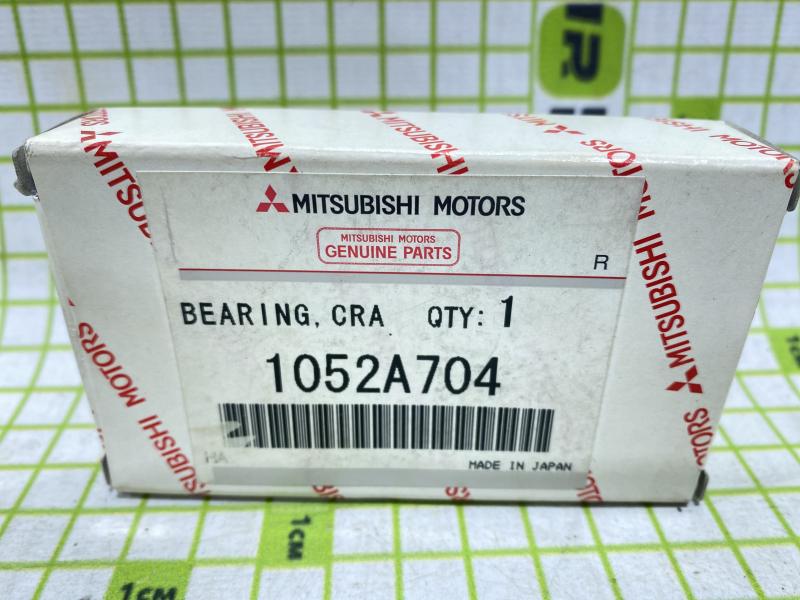 MITSUBISHI MOTORS
MITSUBISHI MOTORS
GENUINE PARTS
R
BEARING, CRA QTY: 1
1052A704
HA
MADE IN JAPAN
MITSUBISHI MOTORS
MITSUBISHI MOTORS
1CM
1CM